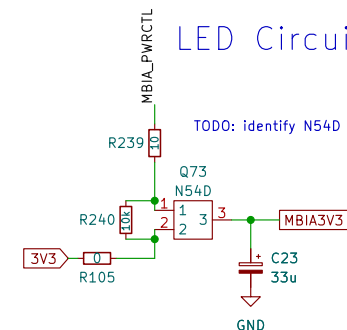 LED Circui
MBIA_PWRCTL
TODO: identify N54D
R239
10
Q73
N54D
1
1
3
3
2
2
R240
10k
MBIA3V3
3V3
0
R105
+
C23
33u
GND